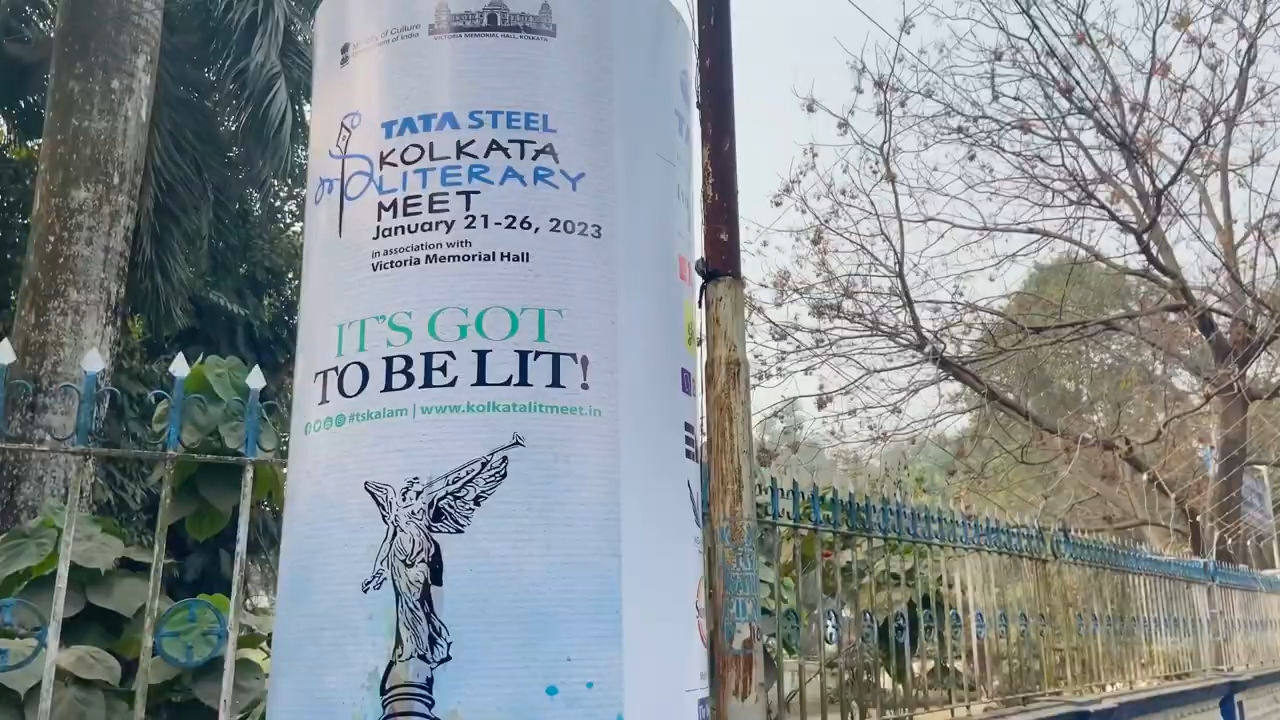 Ministry of Culture
Government of India
VICTORIA MEMORIAL HALL, KOLKATA
TATA STEEL
KOLKATA
LITERARY
MEET
January 21-26, 2023
in association with
Victoria Memorial Hall
IT'S GOT
TO BE LIT!
#tskalam | www.kolkatalitmeet.in